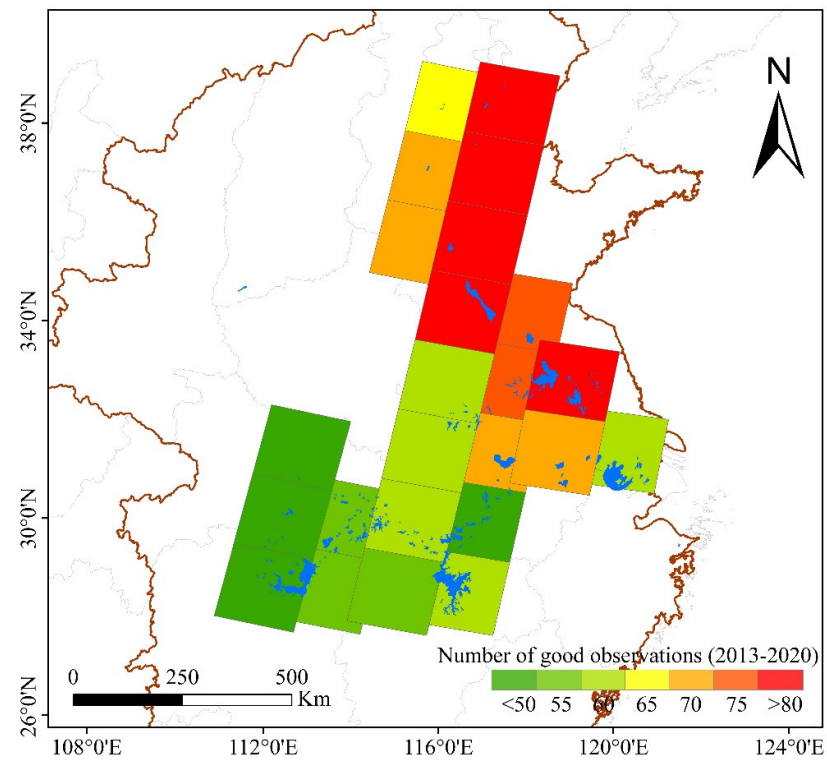 N
38°0'N
34°0'N
30°0'N
26°0'N
Number of good observations (2013-2020)
<50 55 60 65 70 75 >80
0 250 500
Km
108°0'E 112°0'E 116°0'E 120°0'E 124°0'E